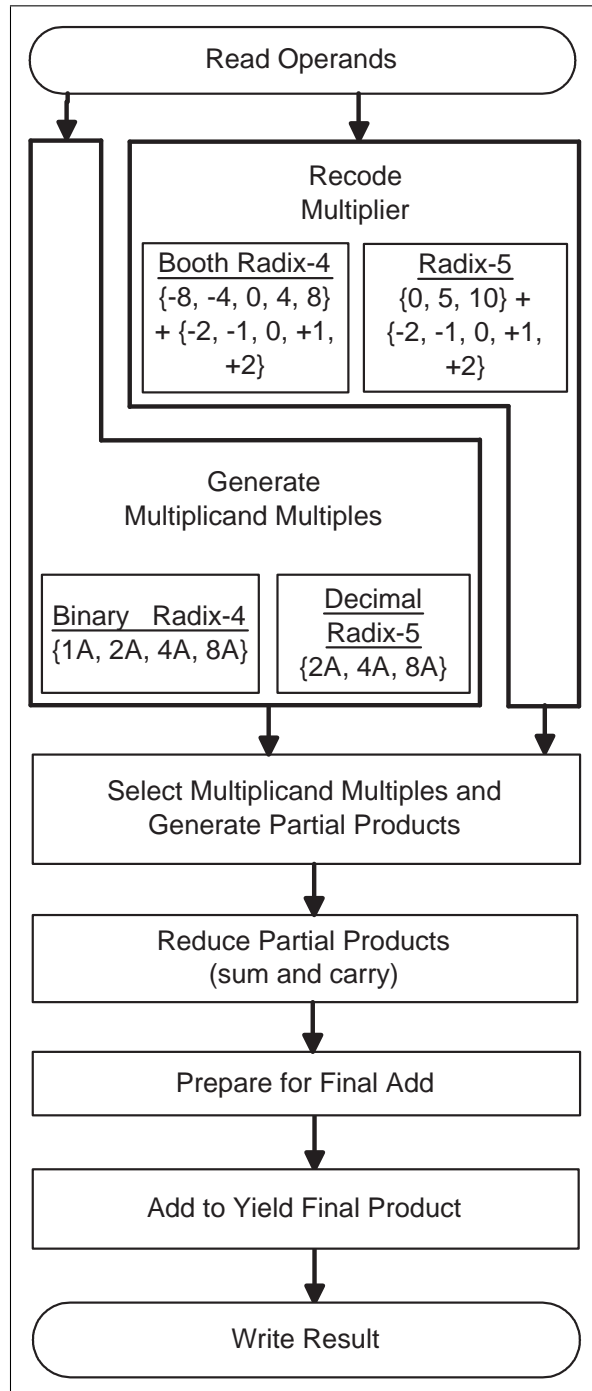 Read Operands
Recode
Multiplier
Booth Radix-4
{-8, -4, 0, 4, 8}
+ {-2, -1, 0, +1,
+2}
Radix-5
{0, 5, 10} +
{-2, -1, 0, +1,
+2}
Generate
Multiplicand Multiples
Binary Radix-4
{1A, 2A, 4A, 8A}
Decimal
Radix-5
{2A, 4A, 8A}
Select Multiplicand Multiples and
Generate Partial Products
Reduce Partial Products
(sum and carry)
Prepare for Final Add
Add to Yield Final Product
Write Result